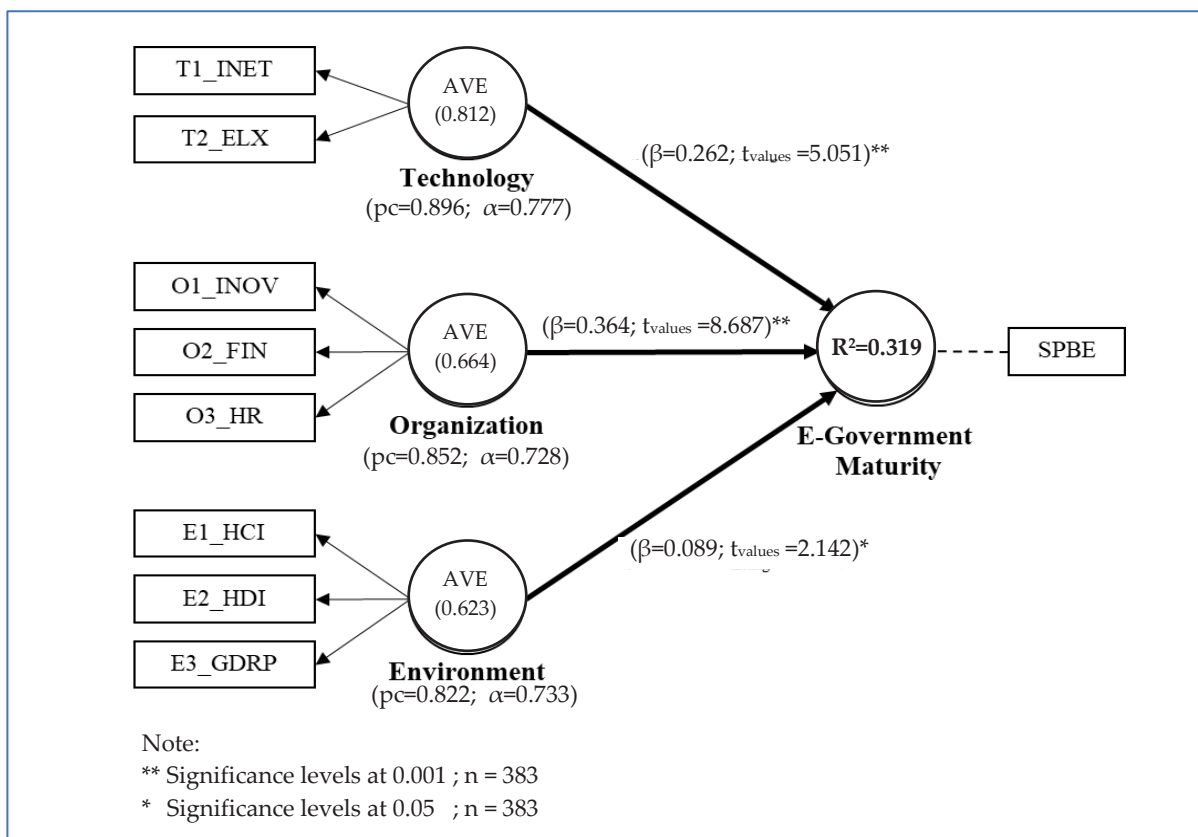 T1_INET
T2_ELX
AVE
(0.812)
Technology
(pc=0.896; α=0.777)
(β=0.262; tvalues =5.051)**
O1_INOV
O2_FIN
O3_HR
AVE
(0.664)
Organization
(pc=0.852; α=0.728)
(β=0.364; tvalues =8.687)**
R²=0.319
E-Government
Maturity
SPBE
E1_HCI
E2_HDI
E3_GDRP
AVE
(0.623)
Environment
(pc=0.822; α=0.733)
(β=0.089; tvalues =2.142)*
Note:
** Significance levels at 0.001 ; n = 383
* Significance levels at 0.05 ; n = 383